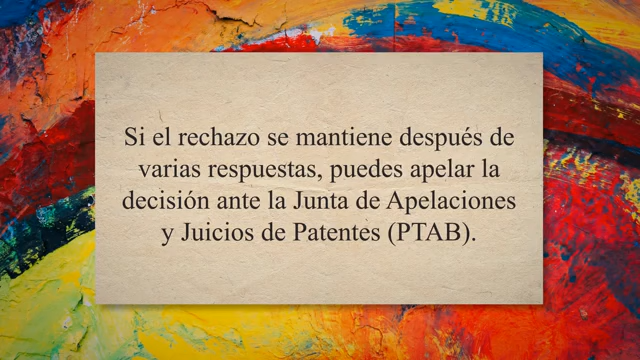 Si el rechazo se mantiene después de
varias respuestas, puedes apelar la
decisión ante la Junta de Apelaciones
y Juicios de Patentes (PTAB).